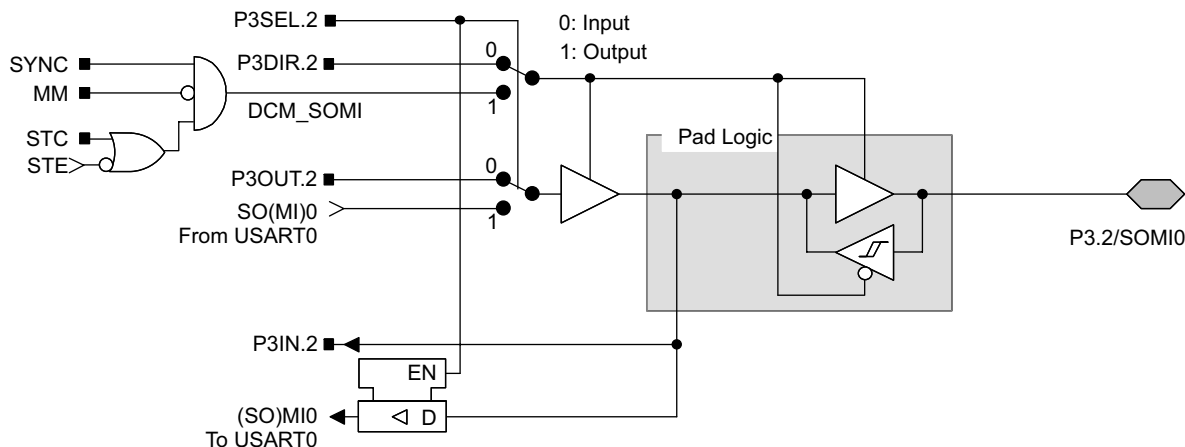 P3SEL.2
0: Input
1: Output
SYNC
P3DIR.2
0
MM
1
DCM_SOMI
STC
STE
Pad Logic
P3OUT.2
0
SO(MI)0
From USART0
1
P3.2/SOMI0
P3IN.2
EN
(SO)MI0
To USART0
D